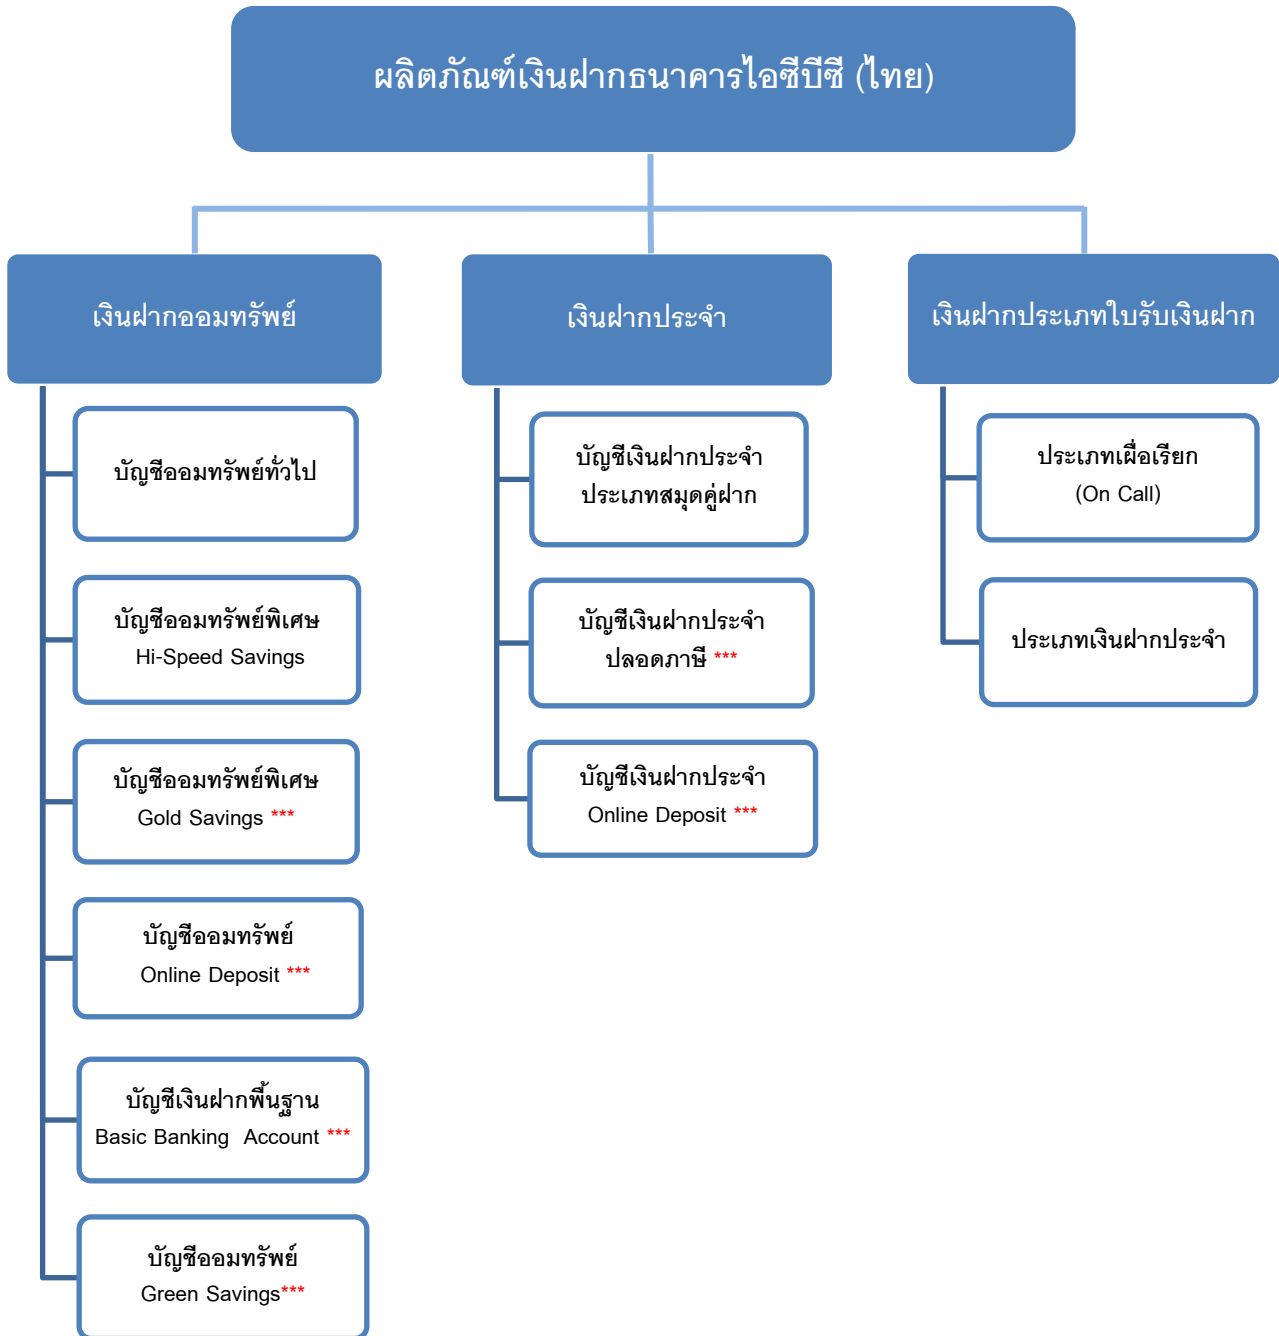 ผลิตภัณฑ์เงินฝากธนาคารไอซีบีซี (ไทย)
เงินฝากออมทรัพย์
บัญชีออมทรัพย์ทั่วไป
บัญชีออมทรัพย์พิเศษ
Hi-Speed Savings
บัญชีออมทรัพย์พิเศษ
Gold Savings ***
บัญชีออมทรัพย์
Online Deposit ***
บัญชีเงินฝากพื้นฐาน
Basic Banking Account ***
บัญชีออมทรัพย์
Green Savings***
เงินฝากประจำ
บัญชีเงินฝากประจำ
ประเภทสมุดคู่ฝาก
บัญชีเงินฝากประจำ
ปลอดภาษี ***
บัญชีเงินฝากประจำ
Online Deposit ***
เงินฝากประเภทใบรับเงินฝาก
ประเภทเผื่อเรียก
(On Call)
ประเภทเงินฝากประจำ